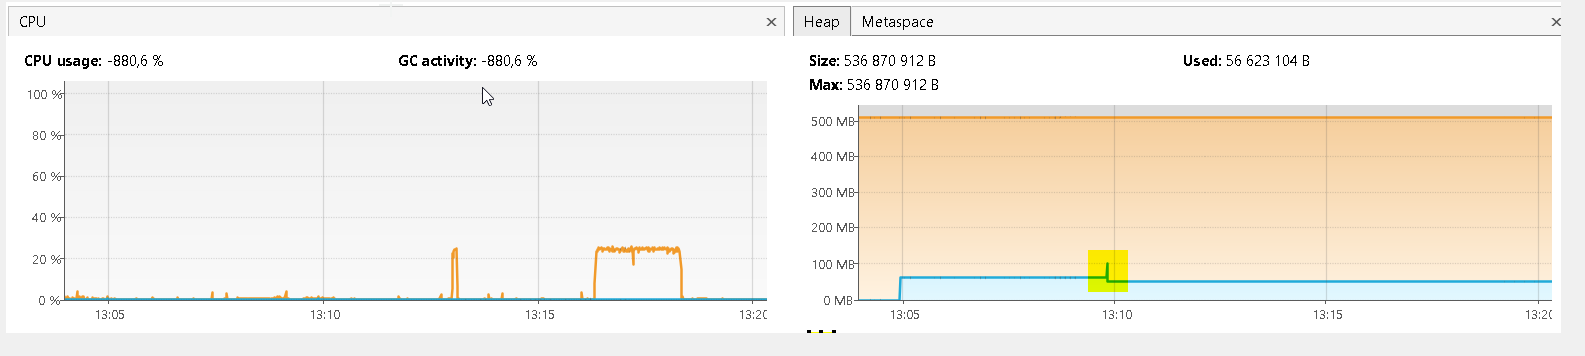 CPU
CPU usage: -880,6 %
GC activity: -880,6 %
100 %
80 %
60 %
40 %
20 %
0 %
13:05
13:10
13:15
13:20
Heap
Metaspace
Size: 536 870 912 B
Used: 56 623 104 B
Max: 536 870 912 B
500 MB
400 MB
300 MB
200 MB
100 MB
0 MB
13:05
13:10
13:15
13:20